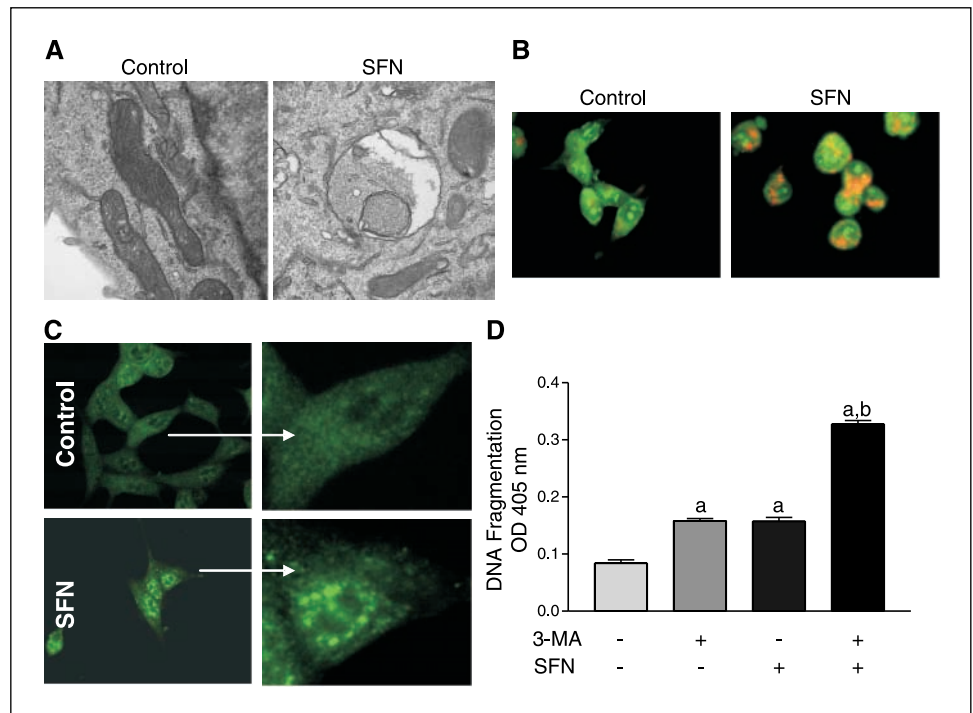 A
Control SFN
B
Control SFN
C
Control
SFN
D
DNA Fragmentation
OD 405 nm
0.4
0.3
0.2
0.1
0.0
a a a,b
3-MA - + - +
SFN - - + +